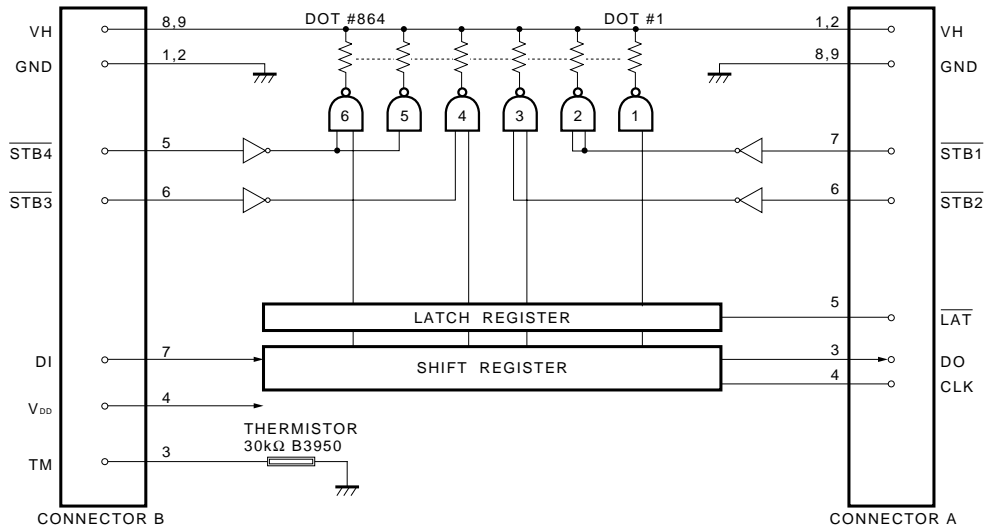 8,9 DOT #864 DOT #1 1,2
VH VH
1,2 8,9
GND GND
6 5 4 3 2 1
5 7
STB4 STB1
6 6
STB3 STB2
5
LATCH REGISTER LAT
7 3
DI SHIFT REGISTER DO
4
CLK
4
VDD
THERMISTOR
3 30kΩ B3950
TM
CONNECTOR B CONNECTOR A